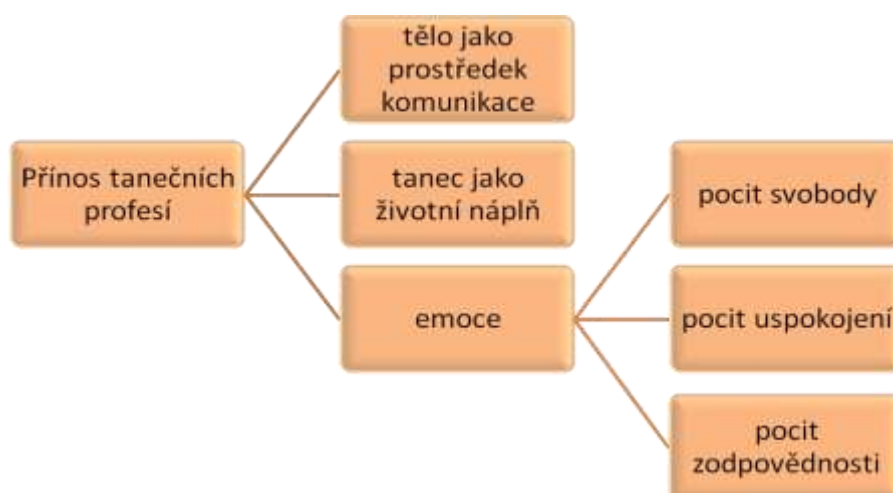 tělo jako
prostředek
komunikace
Přínos tanečních
profesí
tanec jako
životní náplň
pocit svobody
emoce
pocit uspokojení
pocit
zodpovědnosti